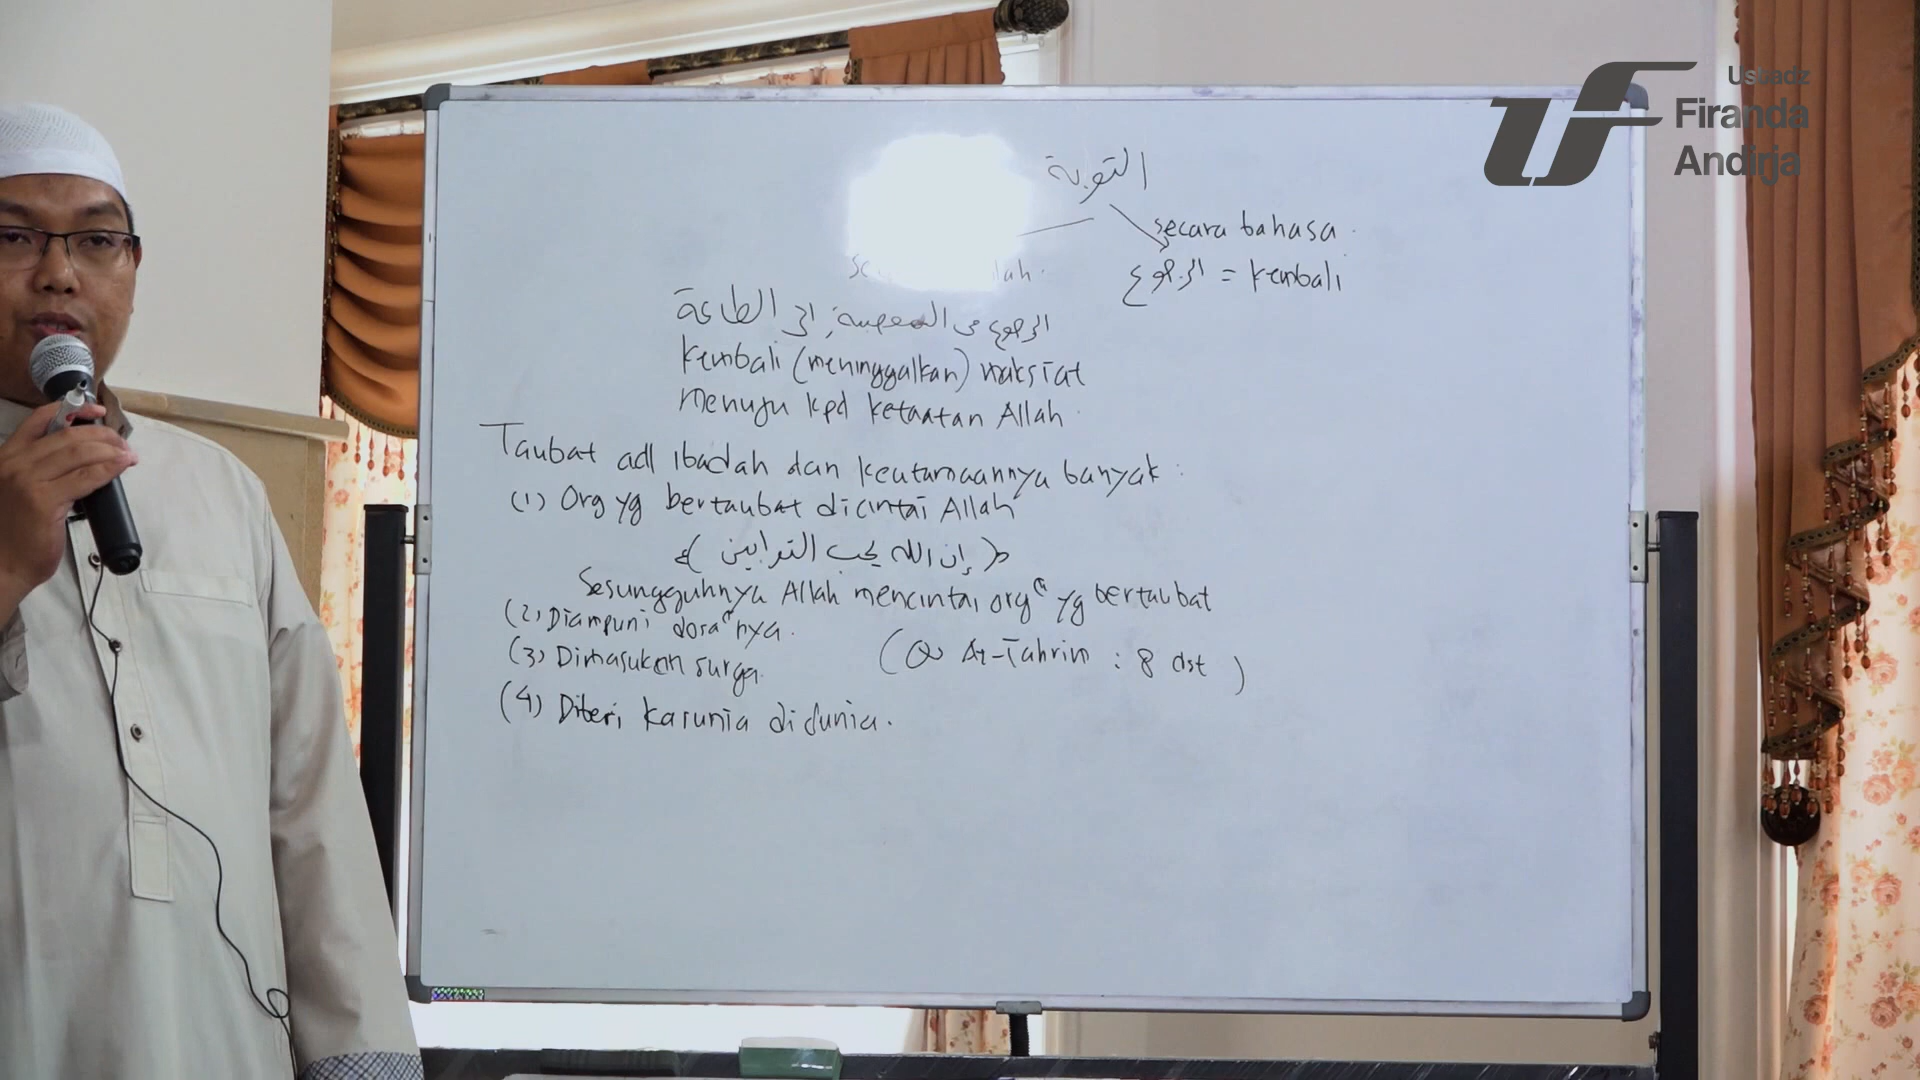 Ustadz
Firanda
Andirja
التوبة
secara bahasa.
الرجوع = kembali
الرجوع من المعصية إلى الطاعة
kembali (meninggalkan) maksiat
menuju kpd ketaatan Allah.
Taubat adl ibadah dan keutamaannya banyak :
(1) Org yg bertaubat dicintai Allah
﴿ إن الله يحب التوابين ﴾
Sesungguhnya Allah mencintai org² yg bertaubat
(2) Diampuni dosa²nya.
(3) Dimasukan surga.
(QS At-Tahrim : 8 dst)
(4) Diberi karunia di dunia.